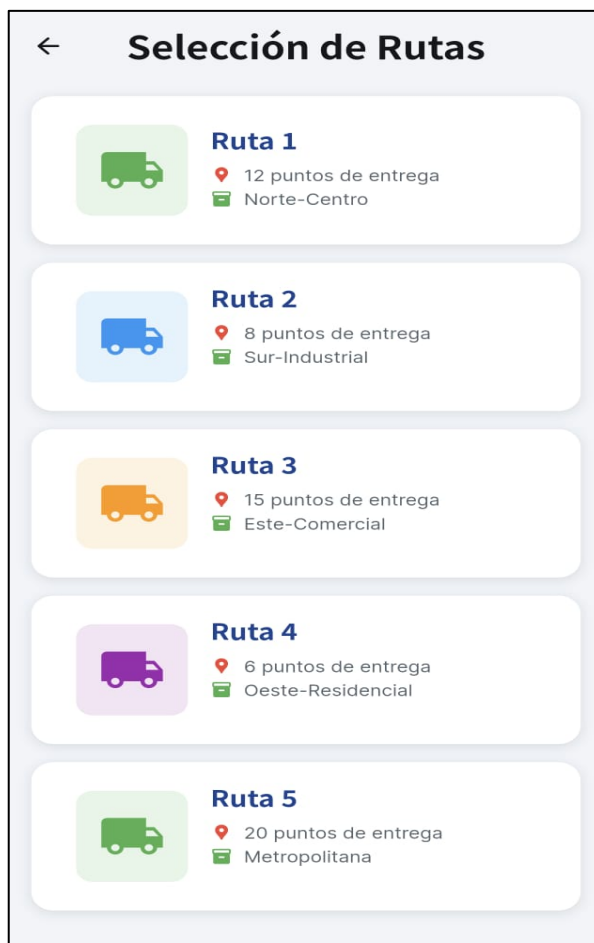 Selección de Rutas
Ruta 1
12 puntos de entrega
Norte-Centro
Ruta 2
8 puntos de entrega
Sur-Industrial
Ruta 3
15 puntos de entrega
Este-Comercial
Ruta 4
6 puntos de entrega
Oeste-Residencial
Ruta 5
20 puntos de entrega
Metropolitana